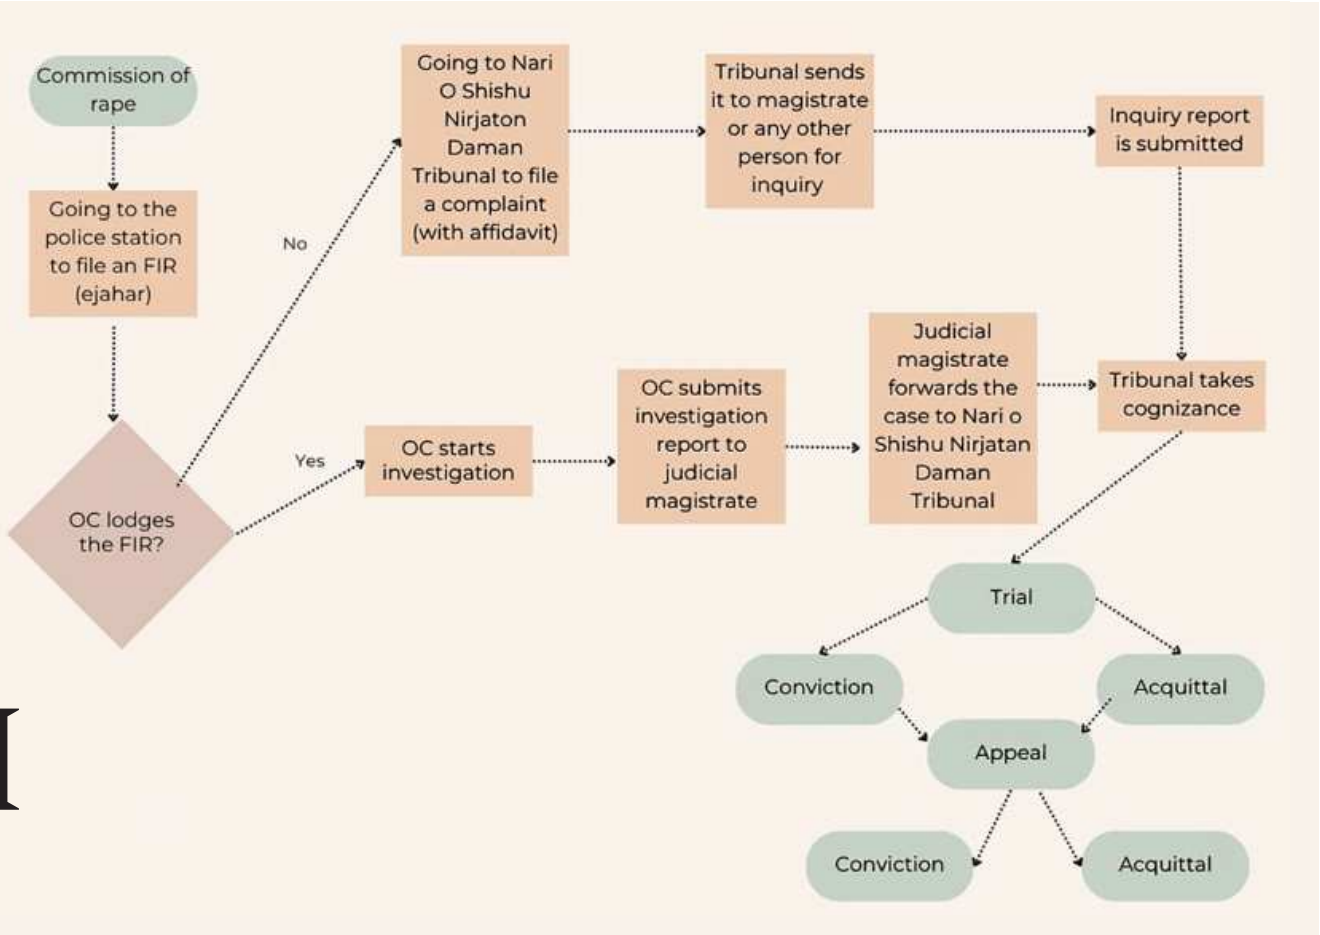 Commission of
rape
Going to the
police station
to file an FIR
(ejahar)
OC lodges
the FIR?
No
Going to Nari
O Shishu
Nirjaton
Daman
Tribunal to file
a complaint
(with affidavit)
Tribunal sends
it to magistrate
or any other
person for
inquiry
Inquiry report
is submitted
Yes
OC starts
investigation
OC submits
investigation
report to
judicial
magistrate
Judicial
magistrate
forwards the
case to Nari o
Shishu Nirjatan
Daman
Tribunal
Tribunal takes
cognizance
Trial
Conviction
Acquittal
Appeal
Conviction
Acquittal